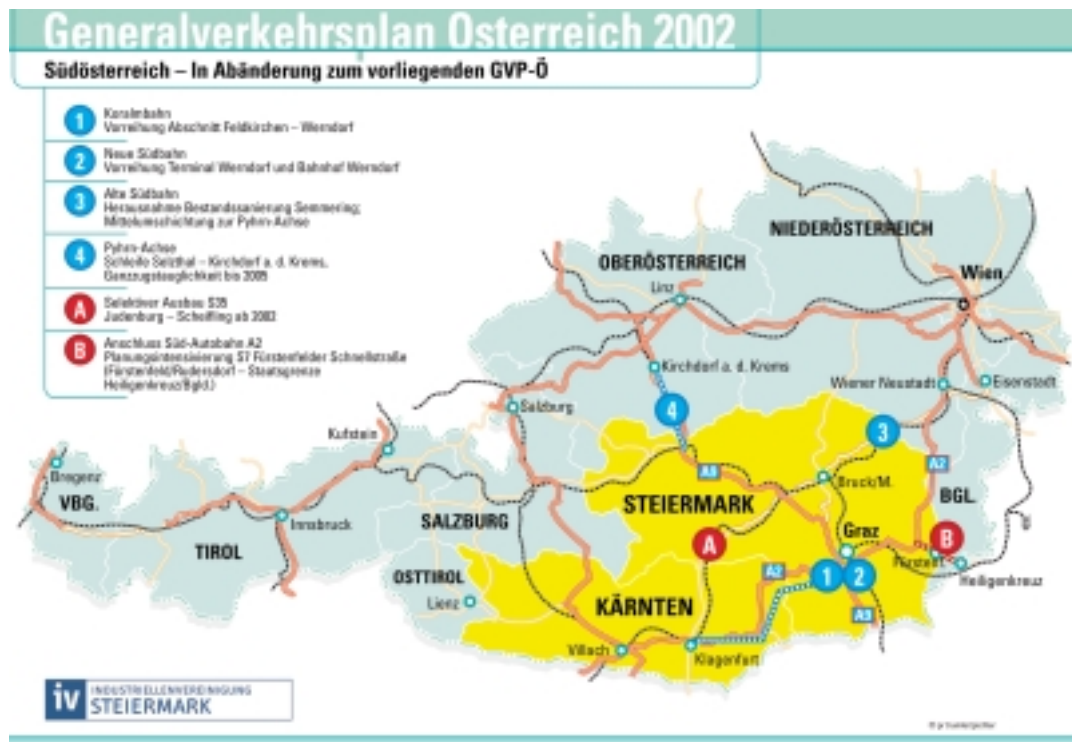 Generalverkehrsplan Österreich 2002
Südösterreich – In Abänderung zum vorliegenden GVP-Ö
1
Koralmbahn
Vorreihung Abschnitt Feldkirchen – Werndorf
2
Neue Südbahn
Vorreihung Terminal Werndorf und Bahnhof Werndorf
3
Alte Südbahn
Herausnahme Bestandssanierung Semmering;
Mittelumschichtung zur Pyhrn-Achse
4
Pyhrn-Achse
Schleife Selzthal – Kirchdorf a. d. Krems,
Ganzzugstauglichkeit bis 2005
A
Selektiver Ausbau S36
Judenburg – Scheifling ab 2003
B
Anschluss Süd-Autobahn A2
Planungsintensivierung S7 Fürstenfelder Schnellstraße
(Fürstenfeld/Rudersdorf – Staatsgrenze
Heiligenkreuz/Bgld.)
NIEDERÖSTERREICH
OBERÖSTERREICH
Wien
Linz
Kirchdorf a. d. Krems
Wiener Neustadt
Eisenstadt
Salzburg
4
3
Kufstein
Bregenz
VBG.
A9
A2
Bruck/M.
BGL.
STEIERMARK
Innsbruck
SALZBURG
TIROL
Graz
A
B
Fürstenf.
Heiligenkreuz
OSTTIROL
Lienz
A2
1
2
KÄRNTEN
A9
Villach
Klagenfurt
iv
INDUSTRIELLENVEREINIGUNG
STEIERMARK